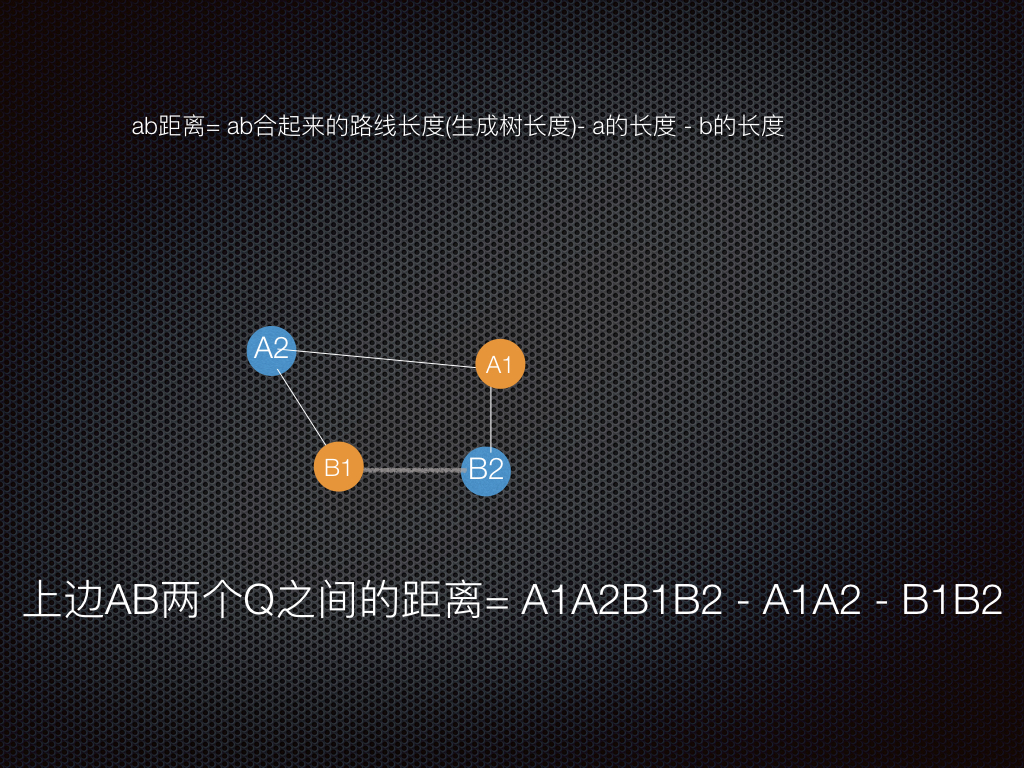 ab距离= ab合起来的路线长度(生成树长度)- a的长度 - b的长度
A2
A1
B1
B2
上边AB两个Q之间的距离= A1A2B1B2 - A1A2 - B1B2